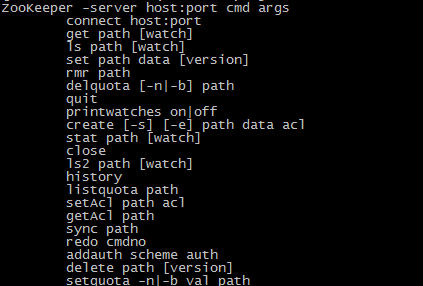 ZooKeeper -server host:port cmd args
connect host:port
get path [watch]
ls path [watch]
set path data [version]
rmr path
delquota [-n|-b] path
quit
printwatches on|off
create [-s] [-e] path data acl
stat path [watch]
close
ls2 path [watch]
history
listquota path
setAcl path acl
getAcl path
sync path
redo cmdno
addauth scheme auth
delete path [version]
setquota -n|-b val path